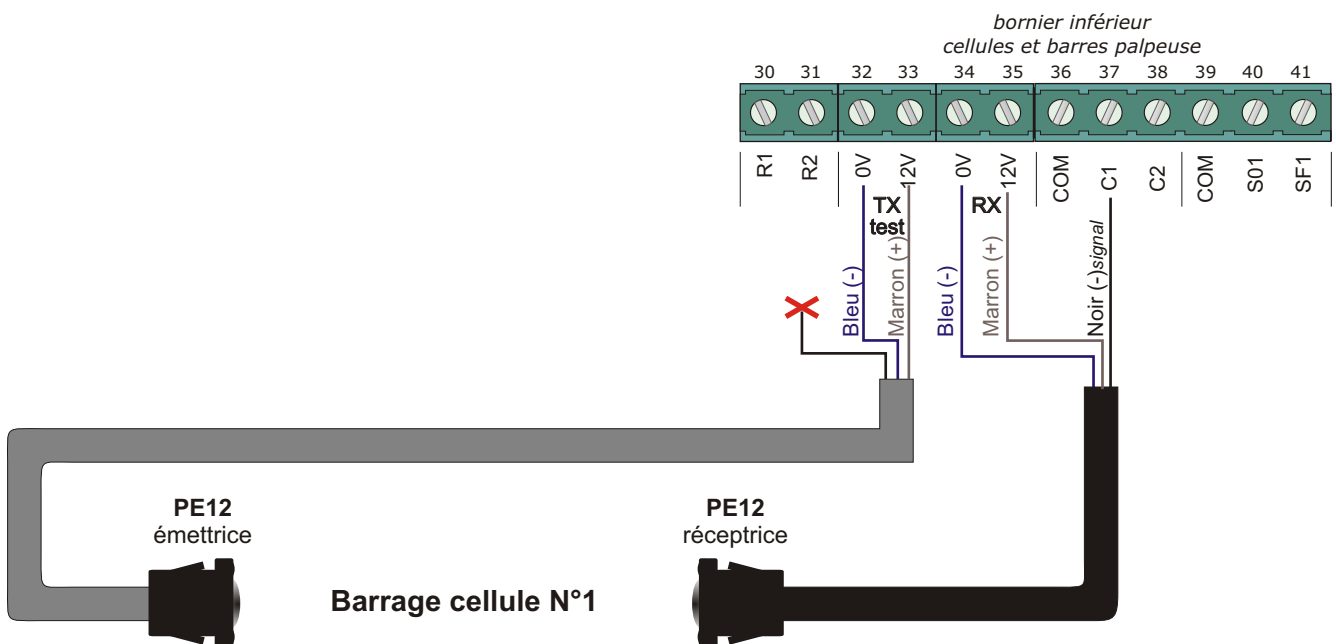 bornier inférieur
cellules et barres palpeuse
30 31 32 33 34 35 36 37 38 39 40 41
R1 R2 0V 12V 0V 12V COM C1 C2 COM S01 SF1
TX
test
RX
Bleu (-)
Marron (+)
Bleu (-)
Marron (+)
Noir (-)signal
PE12
émettrice
PE12
réceptrice
Barrage cellule N°1